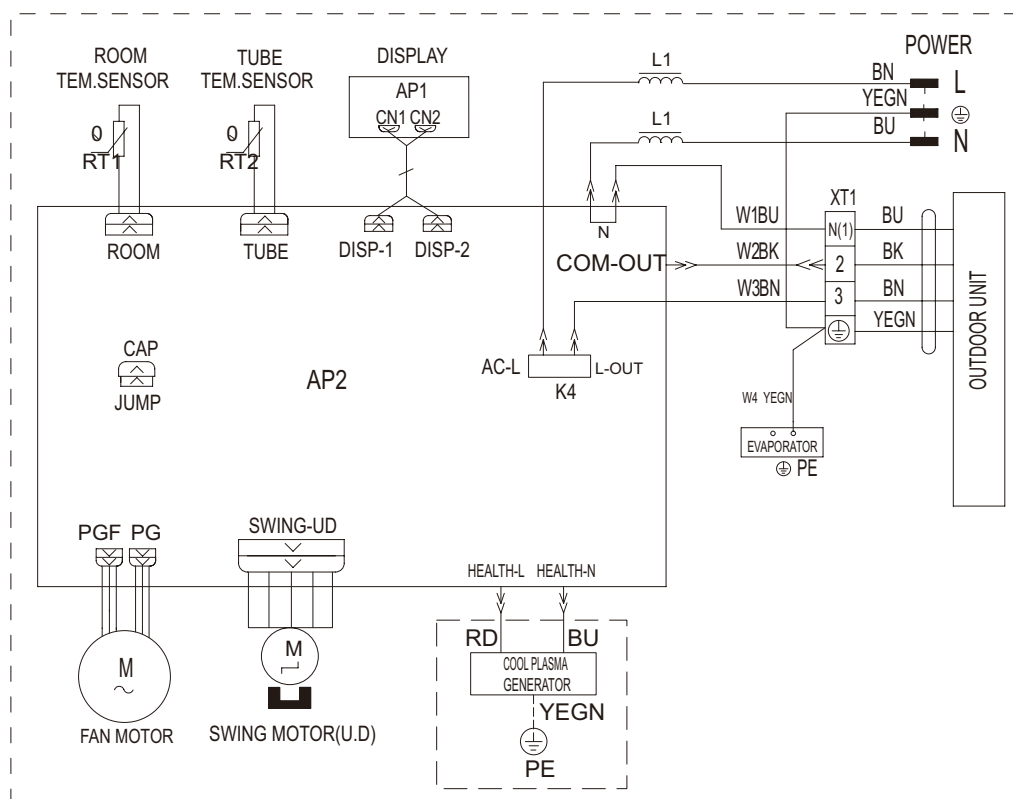 ROOM
TEM.SENSOR
TUBE
TEM.SENSOR
DISPLAY
AP1
CN1 CN2
L1
BN
L
YEGN
POWER
L1
BU
N
θ
RT1
θ
RT2
ROOM
TUBE
DISP-1
DISP-2
N
COM-OUT
W1BU
W2BK
W3BN
XT1
N(1)
2
3
BU
BK
BN
YEGN
OUTDOOR UNIT
CAP
JUMP
AP2
AC-L
L-OUT
K4
W4 YEGN
EVAPORATOR
PE
PGF PG
SWING-UD
HEALTH-L HEALTH-N
M
FAN MOTOR
M
SWING MOTOR(U.D)
RD
BU
COOL PLASMA
GENERATOR
YEGN
PE